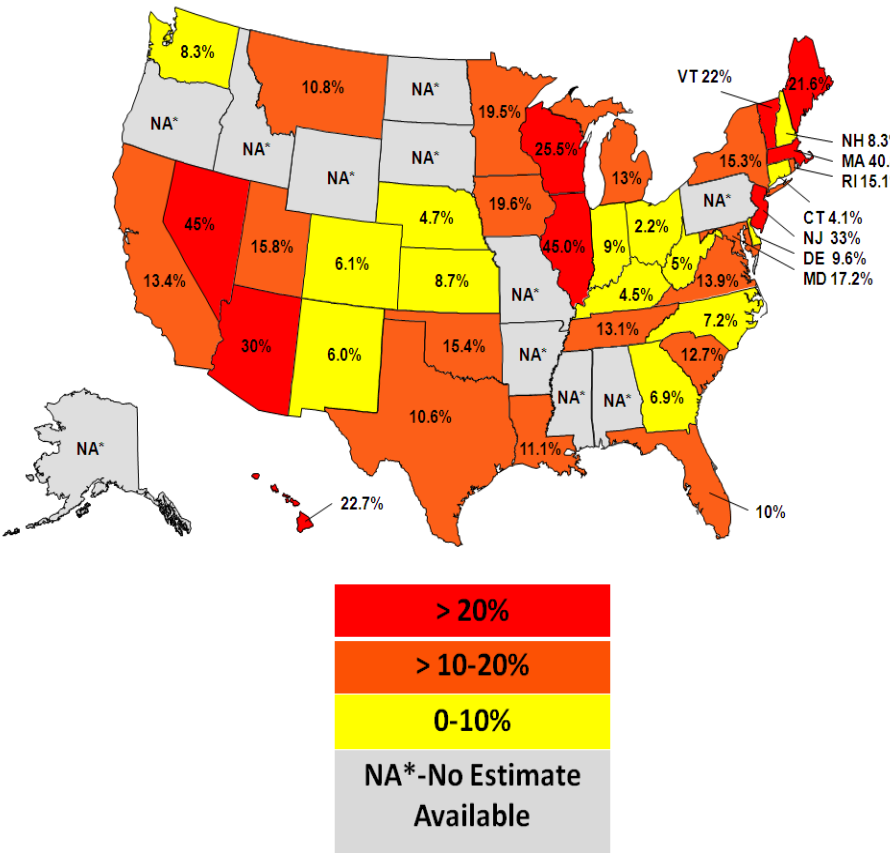 8.3%
10.8%
NA*
19.5%
VT 22%
21.6%
NA*
NA*
NA*
NA*
25.5%
13%
15.3%
NH 8.3
MA 40.
RI 15.1
NA*
CT 4.1%
NJ 33%
DE 9.6%
MD 17.2%
45%
15.8%
13.4%
4.7%
19.6%
6.1%
8.7%
45.0%
9%
2.2%
5%
NA*
4.5%
13.9%
7.2%
30%
6.0%
15.4%
NA*
13.1%
12.7%
10.6%
11.1%
NA*
NA*
6.9%
10%
NA*
22.7%
> 20%
> 10-20%
0-10%
NA*-No Estimate
Available